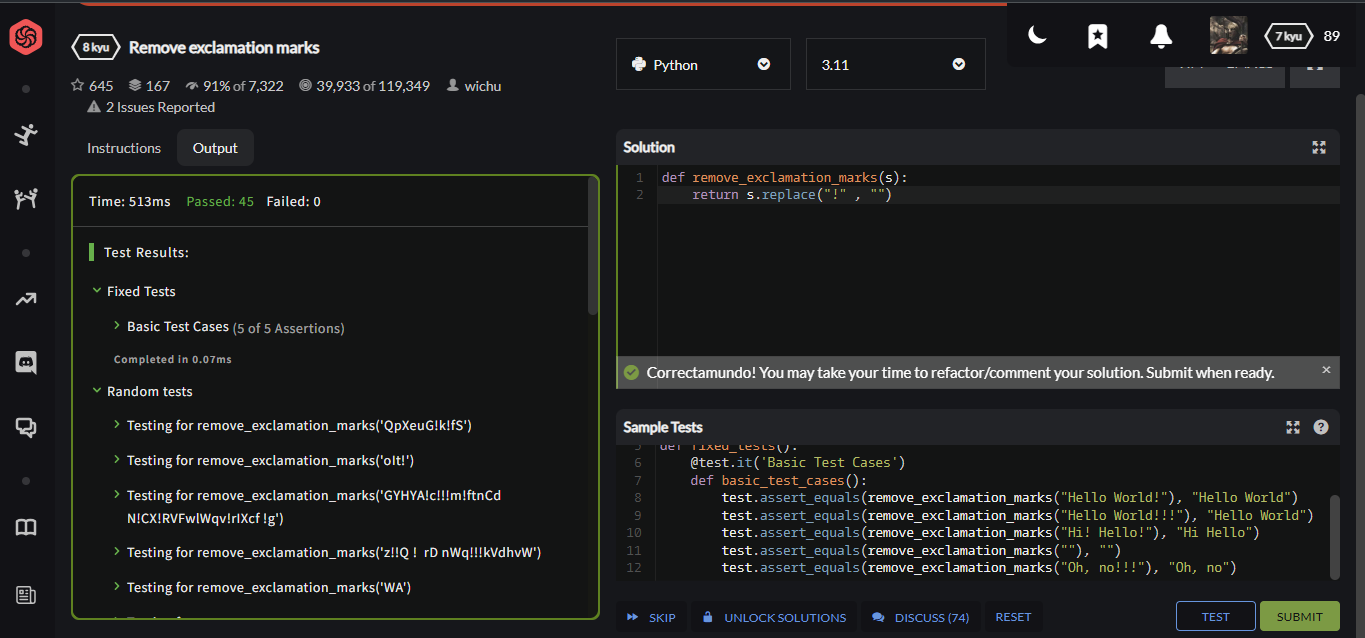 8 kyu Remove exclamation marks
645 167 91% of 7,322 39,933 of 119,349 wichu
2 Issues Reported
Python
3.11
7 kyu 89
Instructions Output
Time: 513ms Passed: 45 Failed: 0
Test Results:
Fixed Tests
Basic Test Cases (5 of 5 Assertions)
Completed in 0.07ms
Random tests
Testing for remove_exclamation_marks('QpXeuG!k!fS')
Testing for remove_exclamation_marks('oIt!')
Testing for remove_exclamation_marks('GYHYA!c!!!m!ftnCd
N!CX!RVFwlWqv!rIXcf !g')
Testing for remove_exclamation_marks('z!!Q ! rD nWq!!!kVdhvW')
Testing for remove_exclamation_marks('WA')
Solution
1 def remove_exclamation_marks(s):
2 return s.replace("!" , "")
Correctamundo! You may take your time to refactor/comment your solution. Submit when ready.
Sample Tests
5 def fixed_tests():
6 @test.it('Basic Test Cases')
7 def basic_test_cases():
8 test.assert_equals(remove_exclamation_marks("Hello World!"), "Hello World")
9 test.assert_equals(remove_exclamation_marks("Hello World!!!"), "Hello World")
10 test.assert_equals(remove_exclamation_marks("Hi! Hello!"), "Hi Hello")
11 test.assert_equals(remove_exclamation_marks(""), "")
12 test.assert_equals(remove_exclamation_marks("Oh, no!!!"), "Oh, no")
SKIP UNLOCK SOLUTIONS DISCUSS (74) RESET TEST SUBMIT